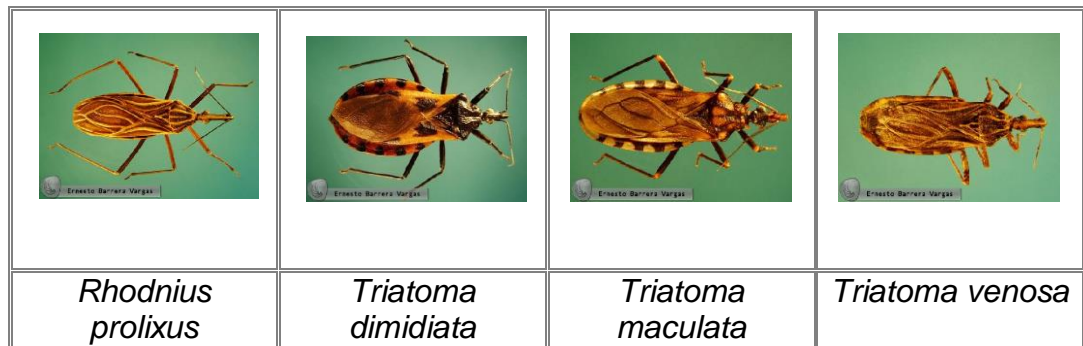 Ernesto Barrera Vargas
Ernesto Barrera Vargas
Ernesto Barrera Vargas
Ernesto Barrera Vargas
Rhodnius
prolixus
Triatoma
dimidiata
Triatoma
maculata
Triatoma venosa